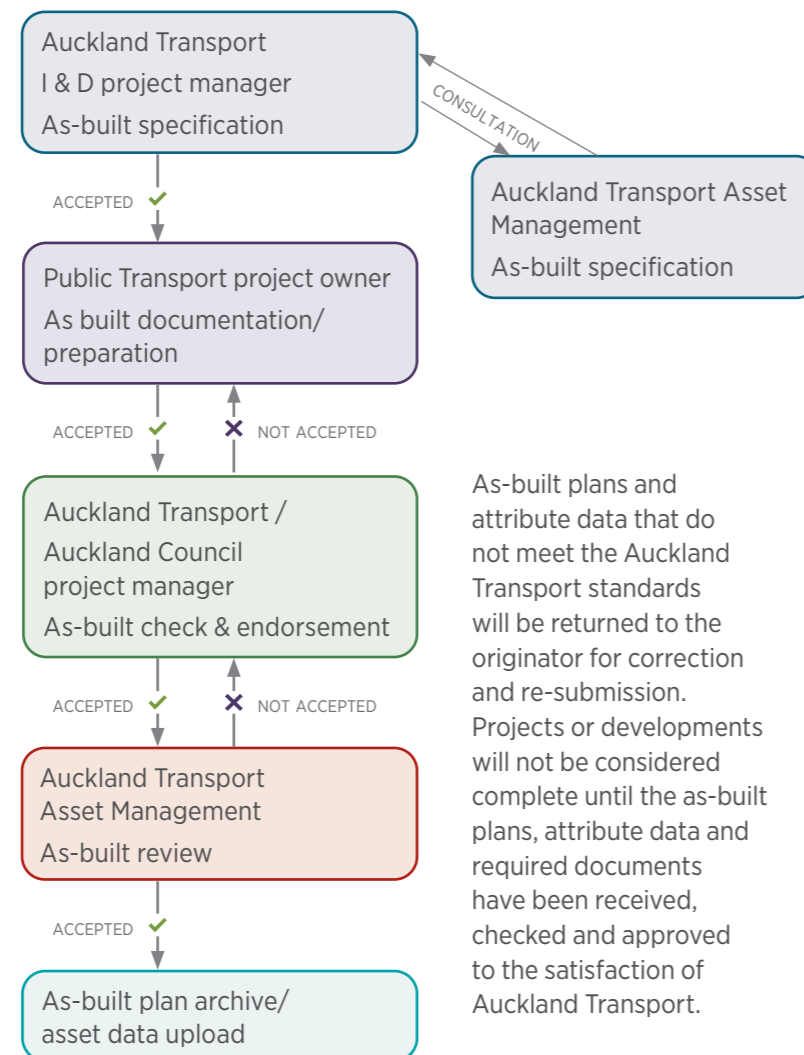 Auckland Transport
I & D project manager
As-built specification
CONSULTATION
Auckland Transport Asset
Management
As-built specification
ACCEPTED
Public Transport project owner
As built documentation/
preparation
ACCEPTED
NOT ACCEPTED
Auckland Transport /
Auckland Council
project manager
As-built check & endorsement
ACCEPTED
NOT ACCEPTED
Auckland Transport
Asset Management
As-built review
ACCEPTED
As-built plan archive/
asset data upload
As-built plans and
attribute data that do
not meet the Auckland
Transport standards
will be returned to the
originator for correction
and re-submission.
Projects or developments
will not be considered
complete until the as-built
plans, attribute data and
required documents
have been received,
checked and approved
to the satisfaction of
Auckland Transport.